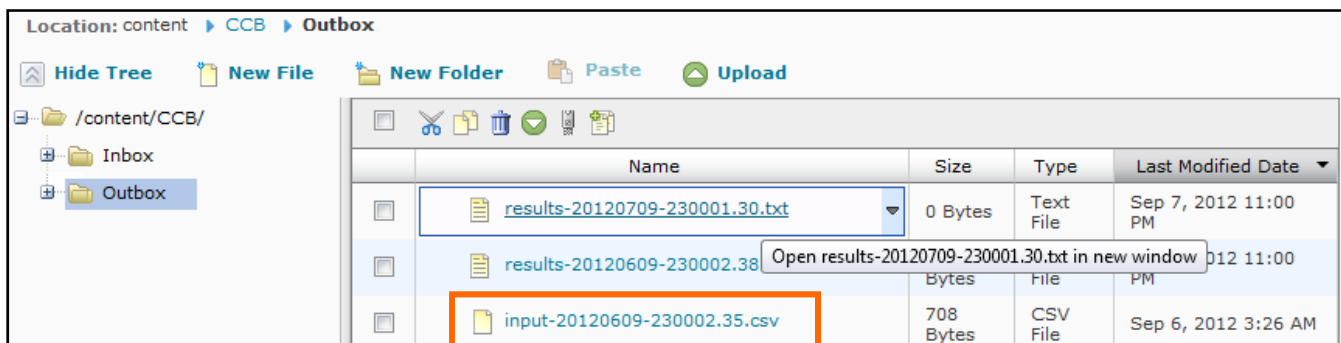 Location: content CCB Outbox
Hide Tree New File New Folder Paste Upload
/content/CCB/
Inbox
Outbox
Name Size Type Last Modified Date
results-20120709-230001.30.txt 0 Bytes Text File Sep 7, 2012 11:00 PM
Open results-20120709-230001.30.txt in new window
results-20120609-230002.38 Bytes File 012 11:00 PM
input-20120609-230002.35.csv 708 Bytes CSV File Sep 6, 2012 3:26 AM